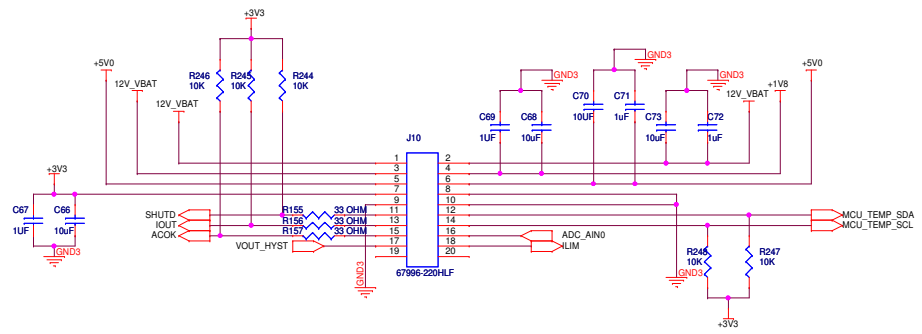 +3V3
+5V0
12V_VBAT
12V_VBAT
R246
10K
R245
10K
R244
10K
GND3
GND3
GND3
+5V0
+1V8
12V_VBAT
C69
1UF
C68
10uF
C70
10UF
C71
1uF
C73
10uF
C72
1uF
J10
1
3
5
7
9
11
13
15
17
19
2
4
6
8
10
12
14
16
18
20
67996-220HLF
+3V3
C67
1UF
C66
10uF
GND3
SHUTD
IOUT
ACOK
R155
33 OHM
R156
33 OHM
R157
33 OHM
VOUT_HYST
GND3
ADC_AIN0
ILIM
GND3
MCU_TEMP_SDA
MCU_TEMP_SCL
R248
10K
R247
10K
+3V3